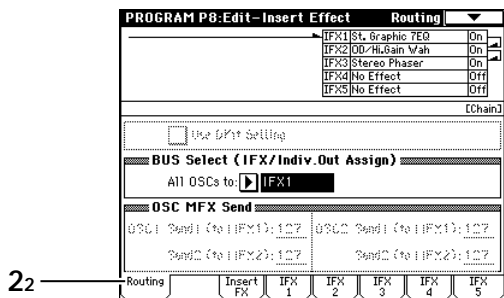 PROGRAM P8:Edit-Insert Effect Routing
IFX1 St. Graphic 7EQ On
IFX2 OD/Hi.Gain Wah On
IFX3 Stereo Phaser On
IFX4 No Effect Off
IFX5 No Effect Off
[Chain]
Use DKit Setting
BUS Select (IFX/Indiv.Out Assign)
All OSCs to: IFX1
OSC MFX Send
OSC1 Send1 (to MFX1): 127 OSC2 Send1 (to MFX1): 127
Send2 (to MFX2): 127 Send2 (to MFX2): 127
22
Routing Insert FX IFX 1 IFX 2 IFX 3 IFX 4 IFX 5